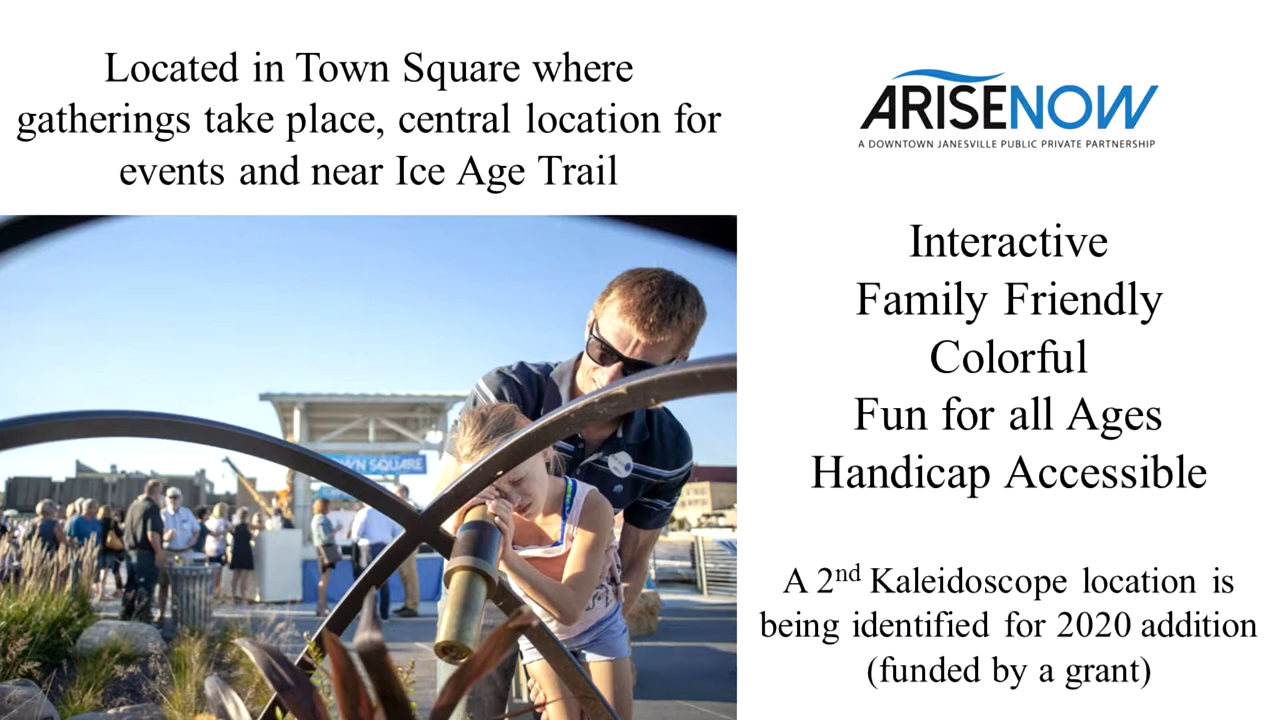 Located in Town Square where
gatherings take place, central location for
events and near Ice Age Trail
ARISENOW
A DOWNTOWN JANESVILLE PUBLIC PRIVATE PARTNERSHIP
Interactive
Family Friendly
Colorful
Fun for all Ages
Handicap Accessible
A 2nd Kaleidoscope location is
being identified for 2020 addition
(funded by a grant)
WN SQUARE